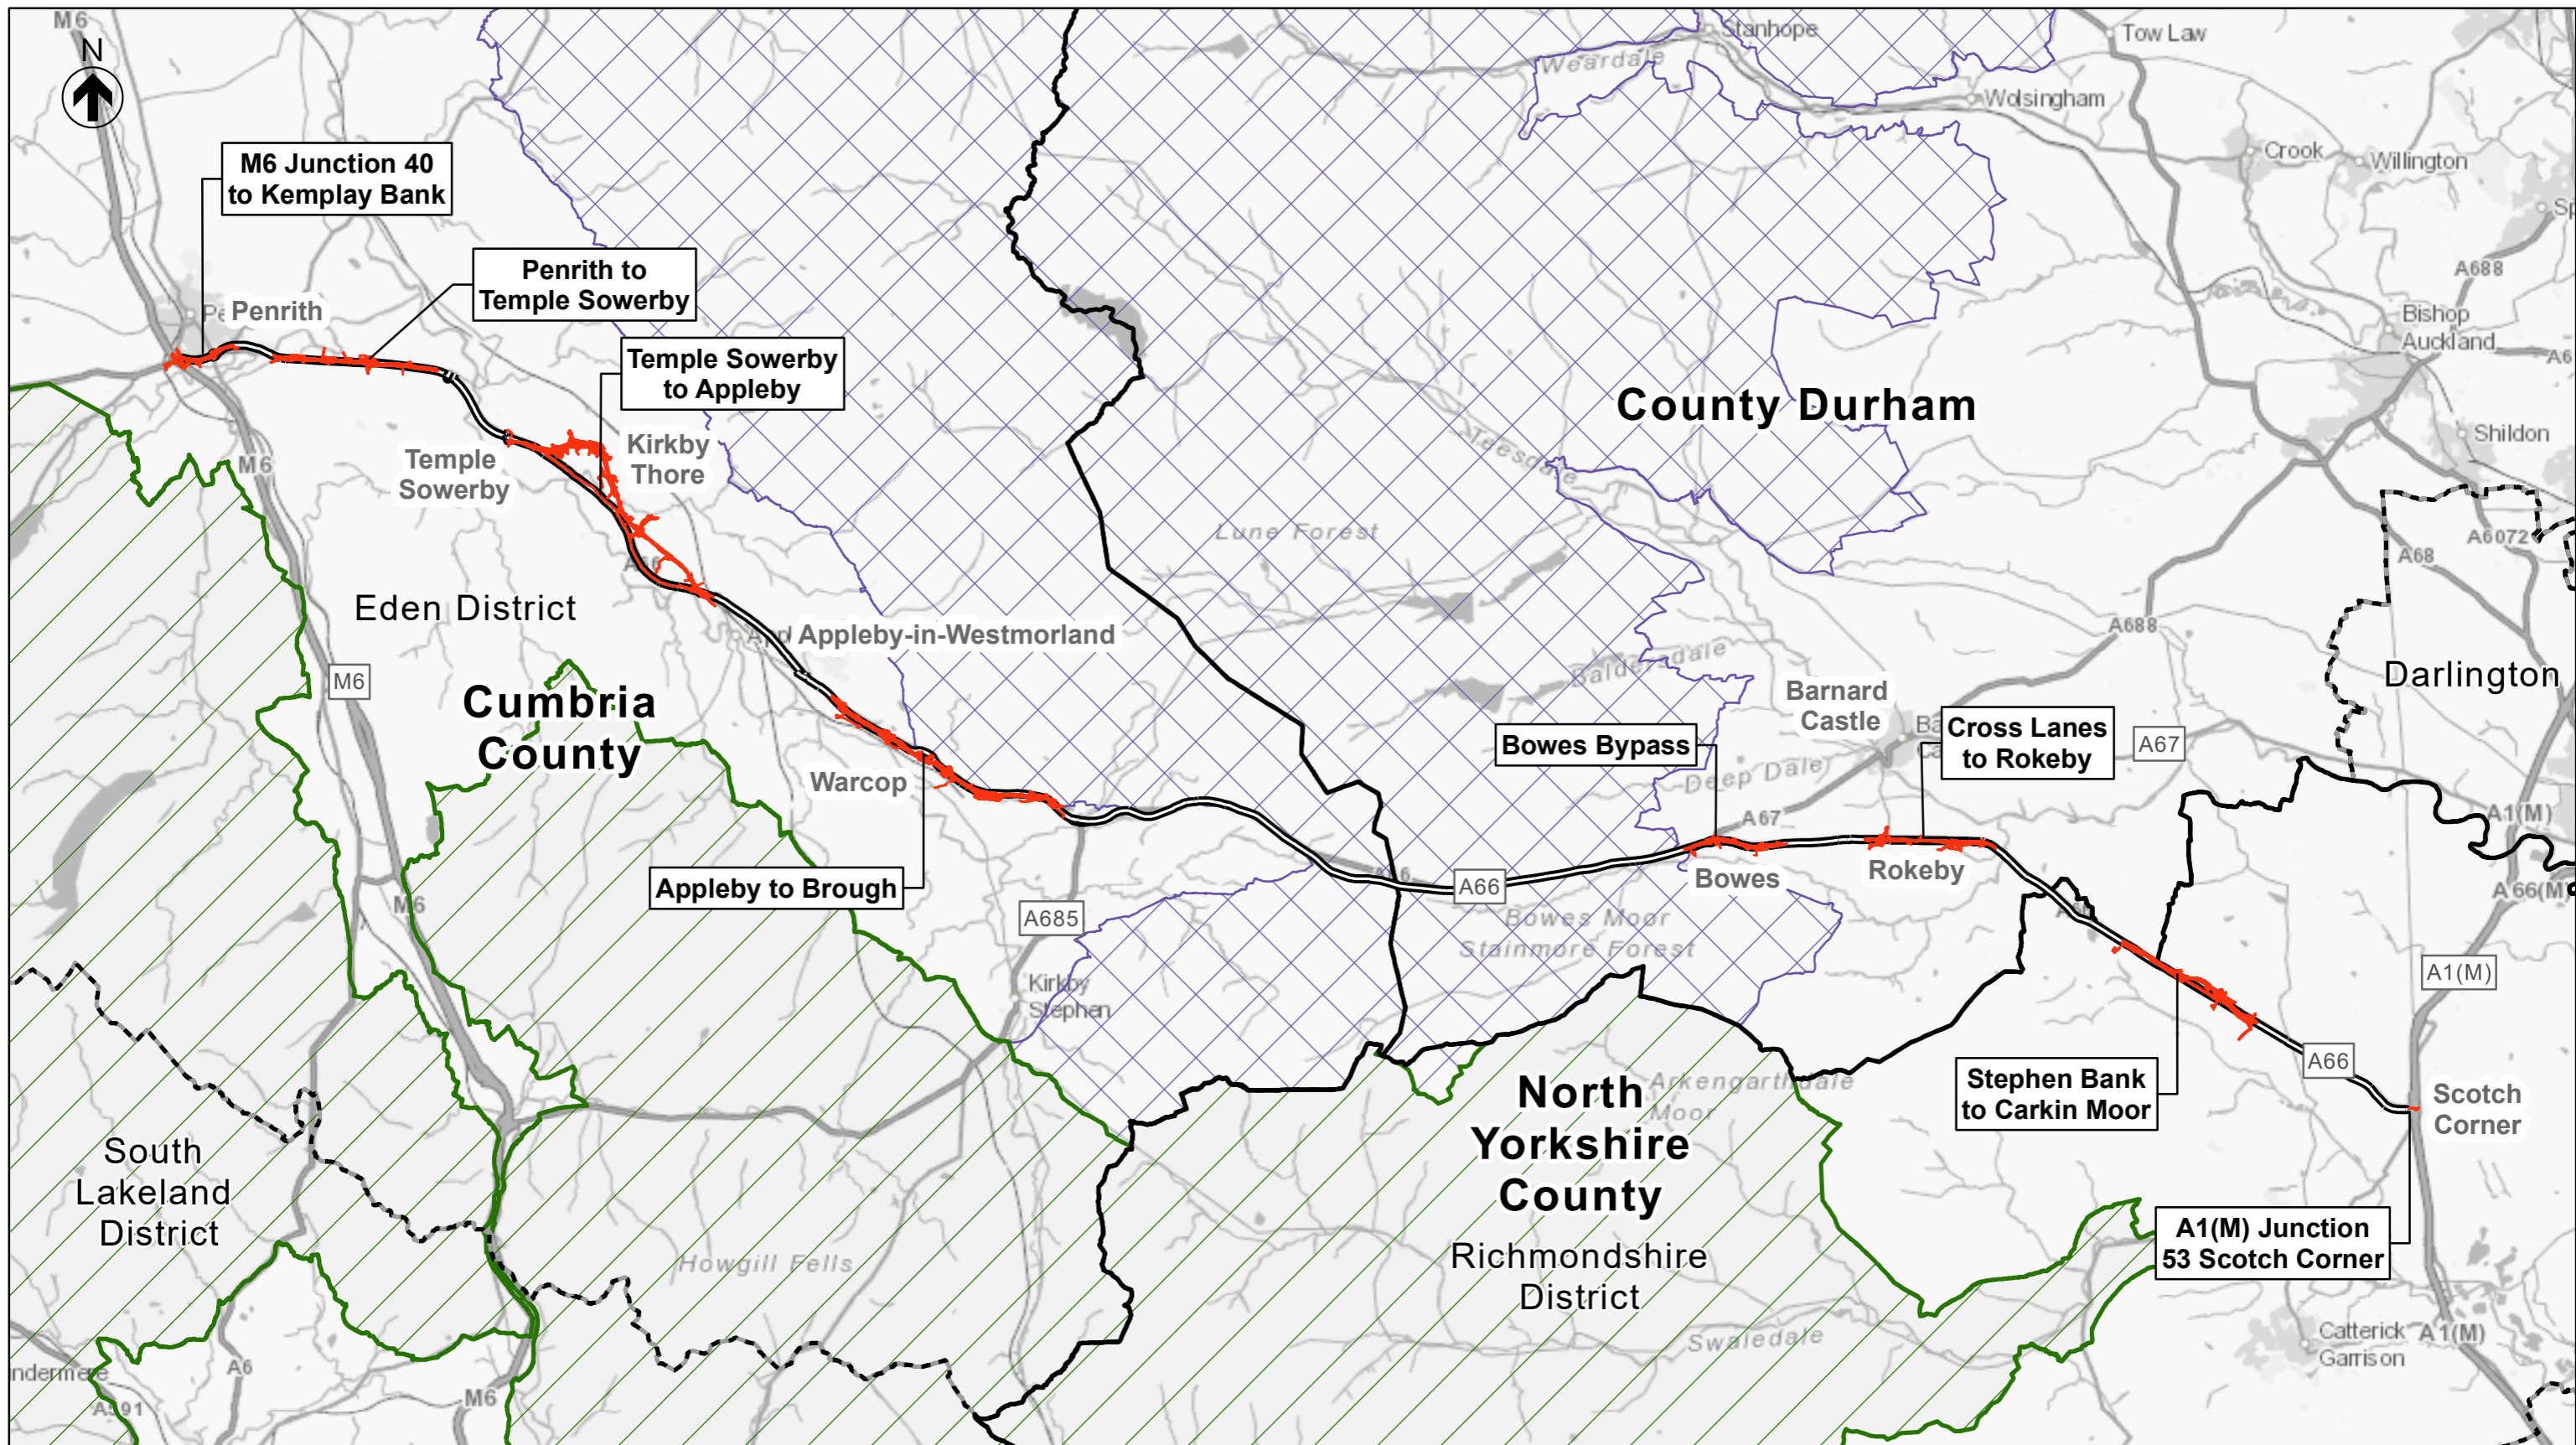 M6
N
Stanhope
Tow Law
Weardale
Wolsingham
M6 Junction 40
to Kemplay Bank
Crook
Willington
Penrith to
Temple Sowerby
A688
Penrith
Bishop
Auckland
Temple Sowerby
to Appleby
County Durham
Kirkby
Thore
Temple
Sowerby
M6
Teesdale
Shildon
Lune Forest
A6072
A68
Eden District
Appleby-in-Westmorland
A688
M6
Baldersdale
Darlington
Cumbria
County
Barnard
Castle
Bowes Bypass
Cross Lanes
to Rokeby
A67
Warcop
Deep Dale
A67
A1(M)
Appleby to Brough
Bowes
Rokeby
A66
A66(M)
M6
A685
Bowes Moor
Stainmore Forest
A1(M)
Kirkby
Stephen
A66
North
Yorkshire
County
Arkengarthdale
Moor
Stephen Bank
to Carkin Moor
Scotch
Corner
South
Lakeland
District
A1(M) Junction
53 Scotch Corner
Howgill Fells
Richmondshire
District
Swaledale
Catterick
Garrison
A1(M)
A6
M6
A591